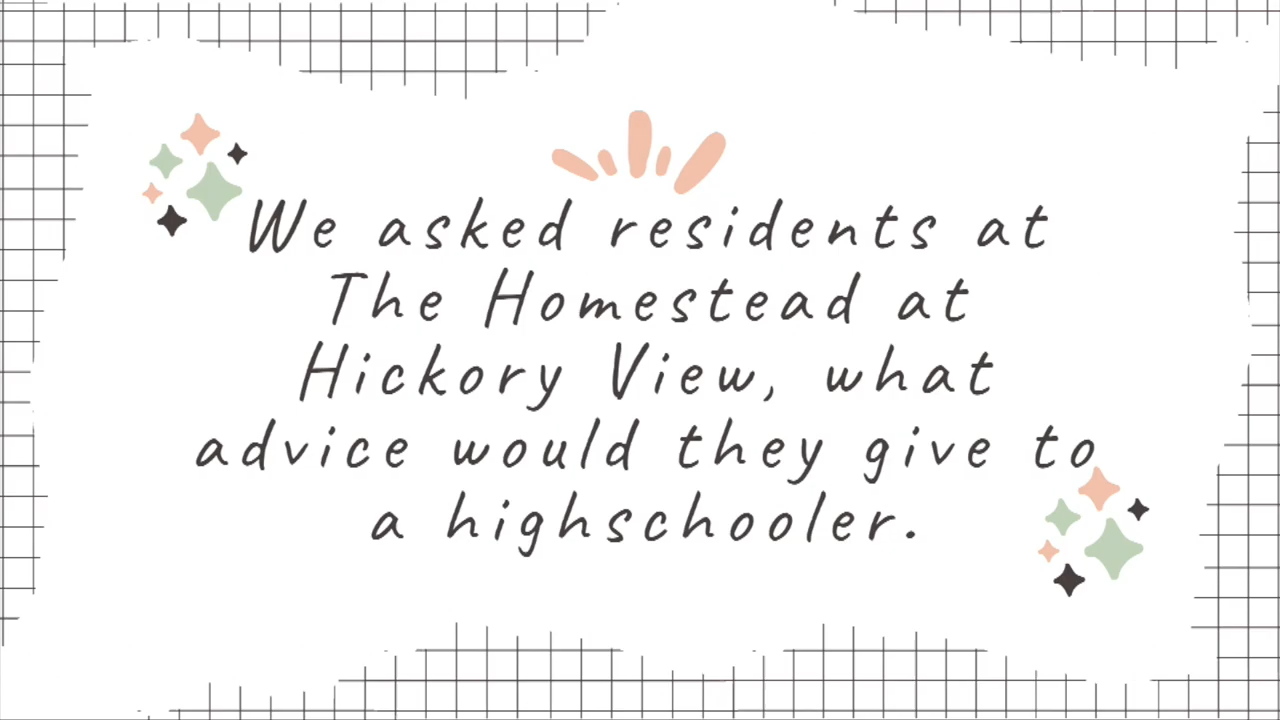 We asked residents at
The Homestead at
Hickory View, what
advice would they give to
a highschooler.